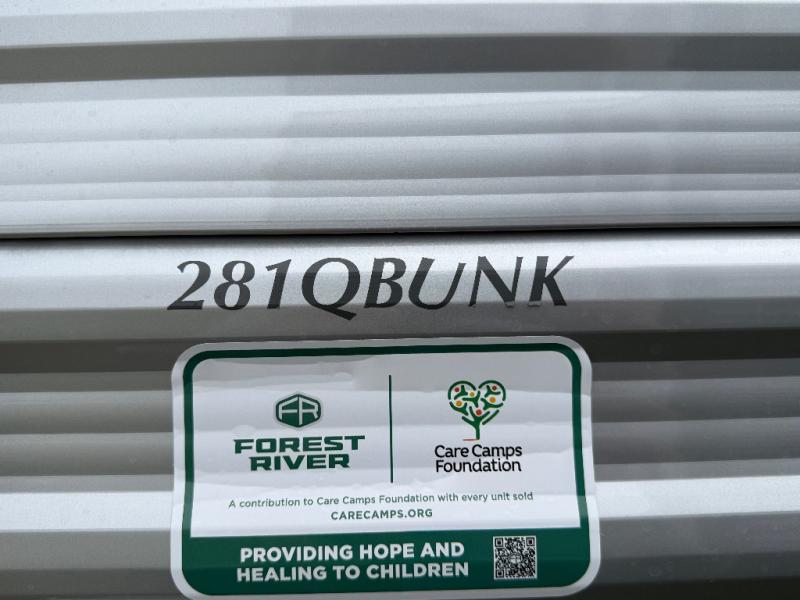 281QBUNK
FR
FOREST
RIVER
Care Camps
Foundation
A contribution to Care Camps Foundation with every unit sold
CARECAMPS.ORG
PROVIDING HOPE AND
HEALING TO CHILDREN